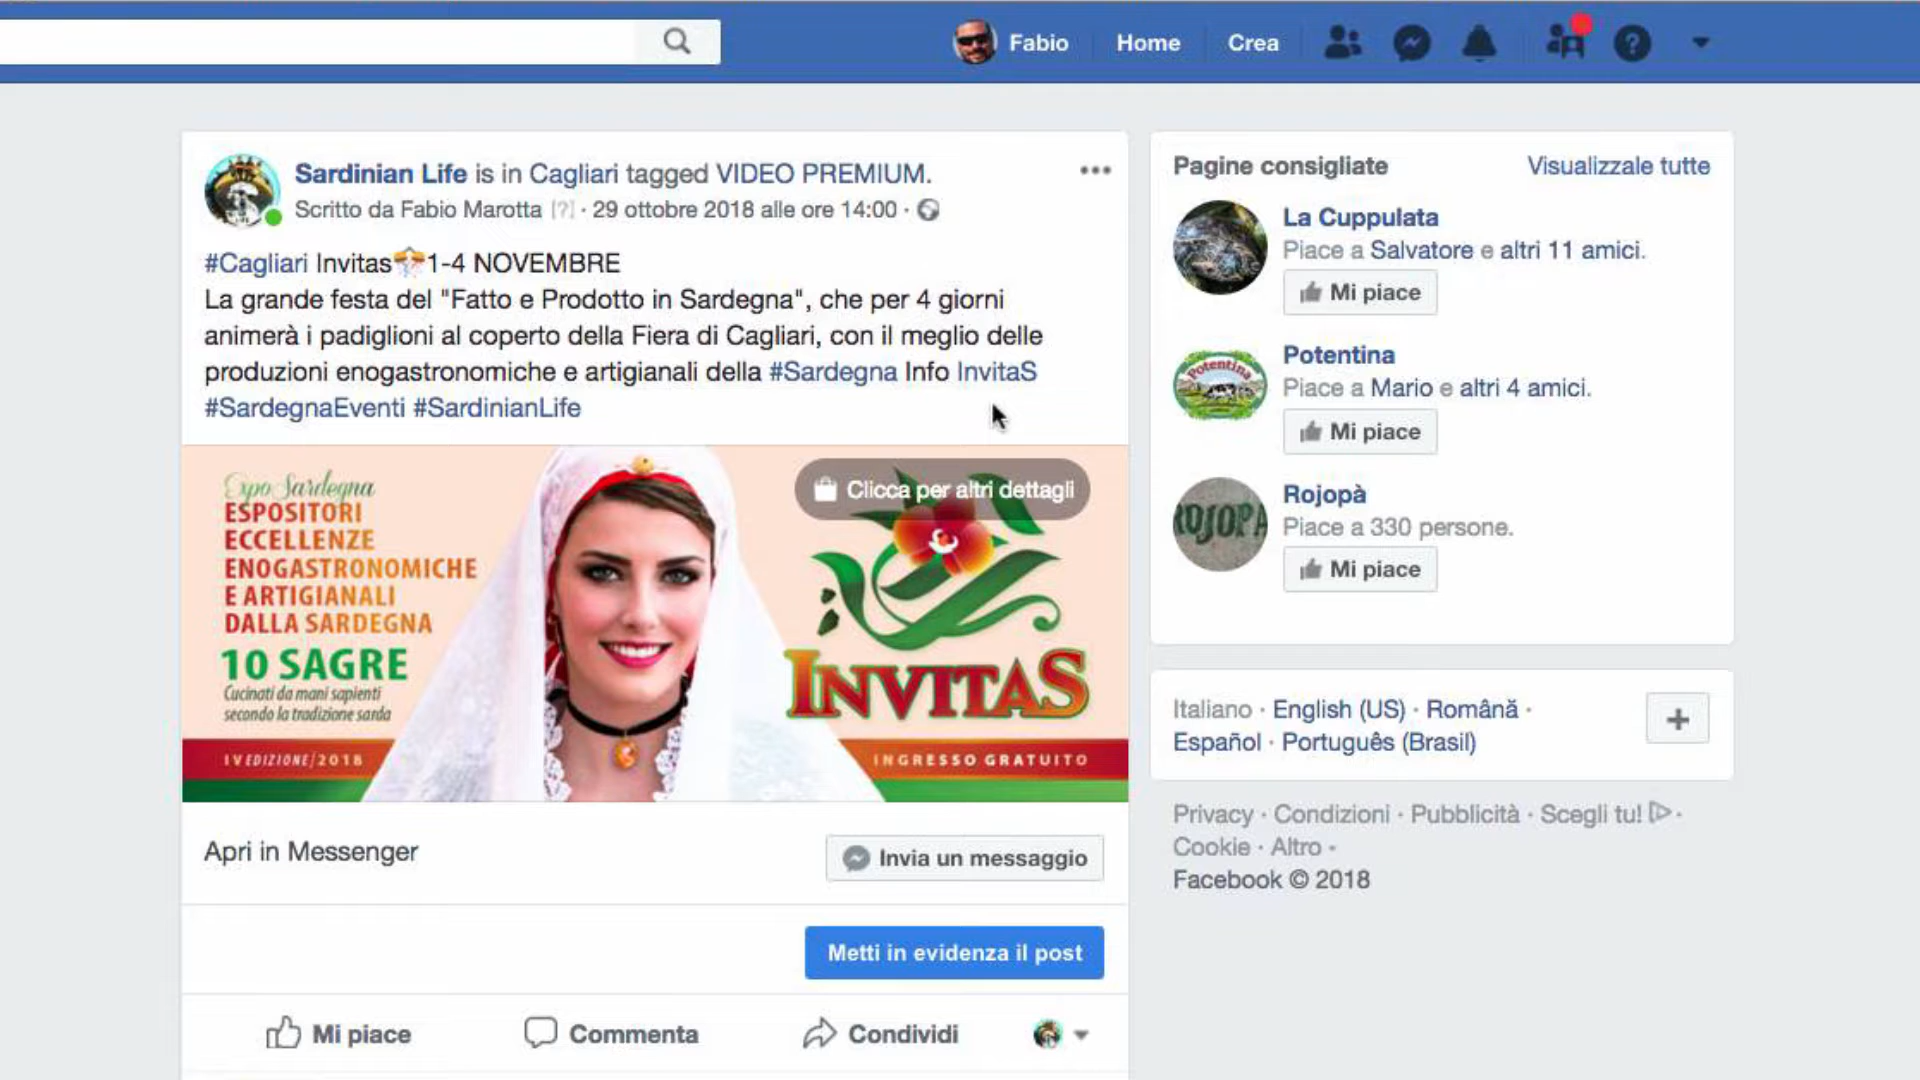 Fabio
Home
Crea
Sardinian Life is in Cagliari tagged VIDEO PREMIUM.
Scritto da Fabio Marotta [?] · 29 ottobre 2018 alle ore 14:00 ·
#Cagliari Invitas 🎊 1-4 NOVEMBRE
La grande festa del "Fatto e Prodotto in Sardegna", che per 4 giorni
animerà i padiglioni al coperto della Fiera di Cagliari, con il meglio delle
produzioni enogastronomiche e artigianali della #Sardegna Info InvitaS
#SardegnaEventi #SardinianLife
Clicca per altri dettagli
Expo Sardegna
ESPOSITORI
ECCELLENZE
ENOGASTRONOMICHE
E ARTIGIANALI
DALLA SARDEGNA
10 SAGRE
Cucinati da mani sapienti
secondo la tradizione sarda
IV EDIZIONE/2018
INVITAS
INGRESSO GRATUITO
Apri in Messenger
Invia un messaggio
Metti in evidenza il post
Mi piace
Commenta
Condividi
Pagine consigliate
Visualizzale tutte
La Cuppulata
Piace a Salvatore e altri 11 amici.
Mi piace
Potentina
Potentina
Piace a Mario e altri 4 amici.
Mi piace
ROJOPA
Rojopà
Piace a 330 persone.
Mi piace
Italiano · English (US) · Română ·
Español · Português (Brasil)
Privacy · Condizioni · Pubblicità · Scegli tu! ·
Cookie · Altro
Facebook © 2018